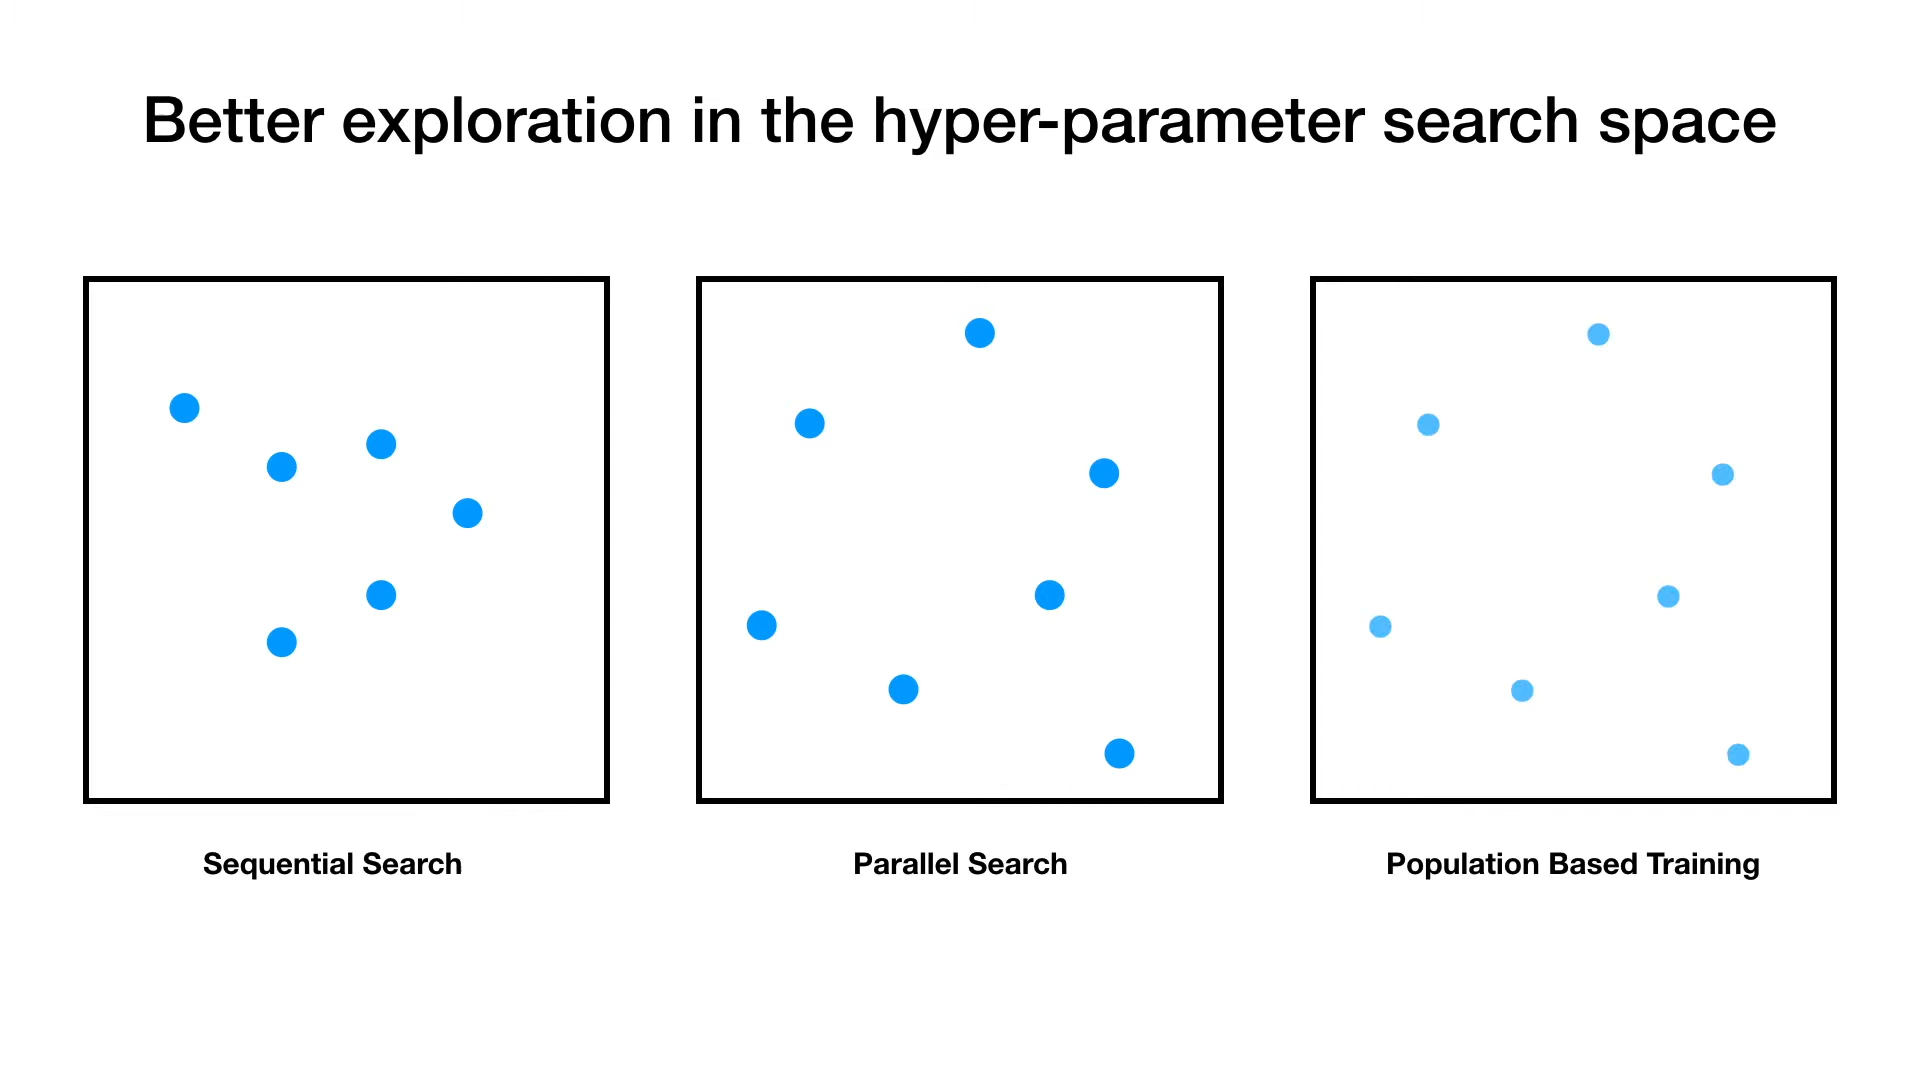 Better exploration in the hyper-parameter search space
Sequential Search
Parallel Search
Population Based Training